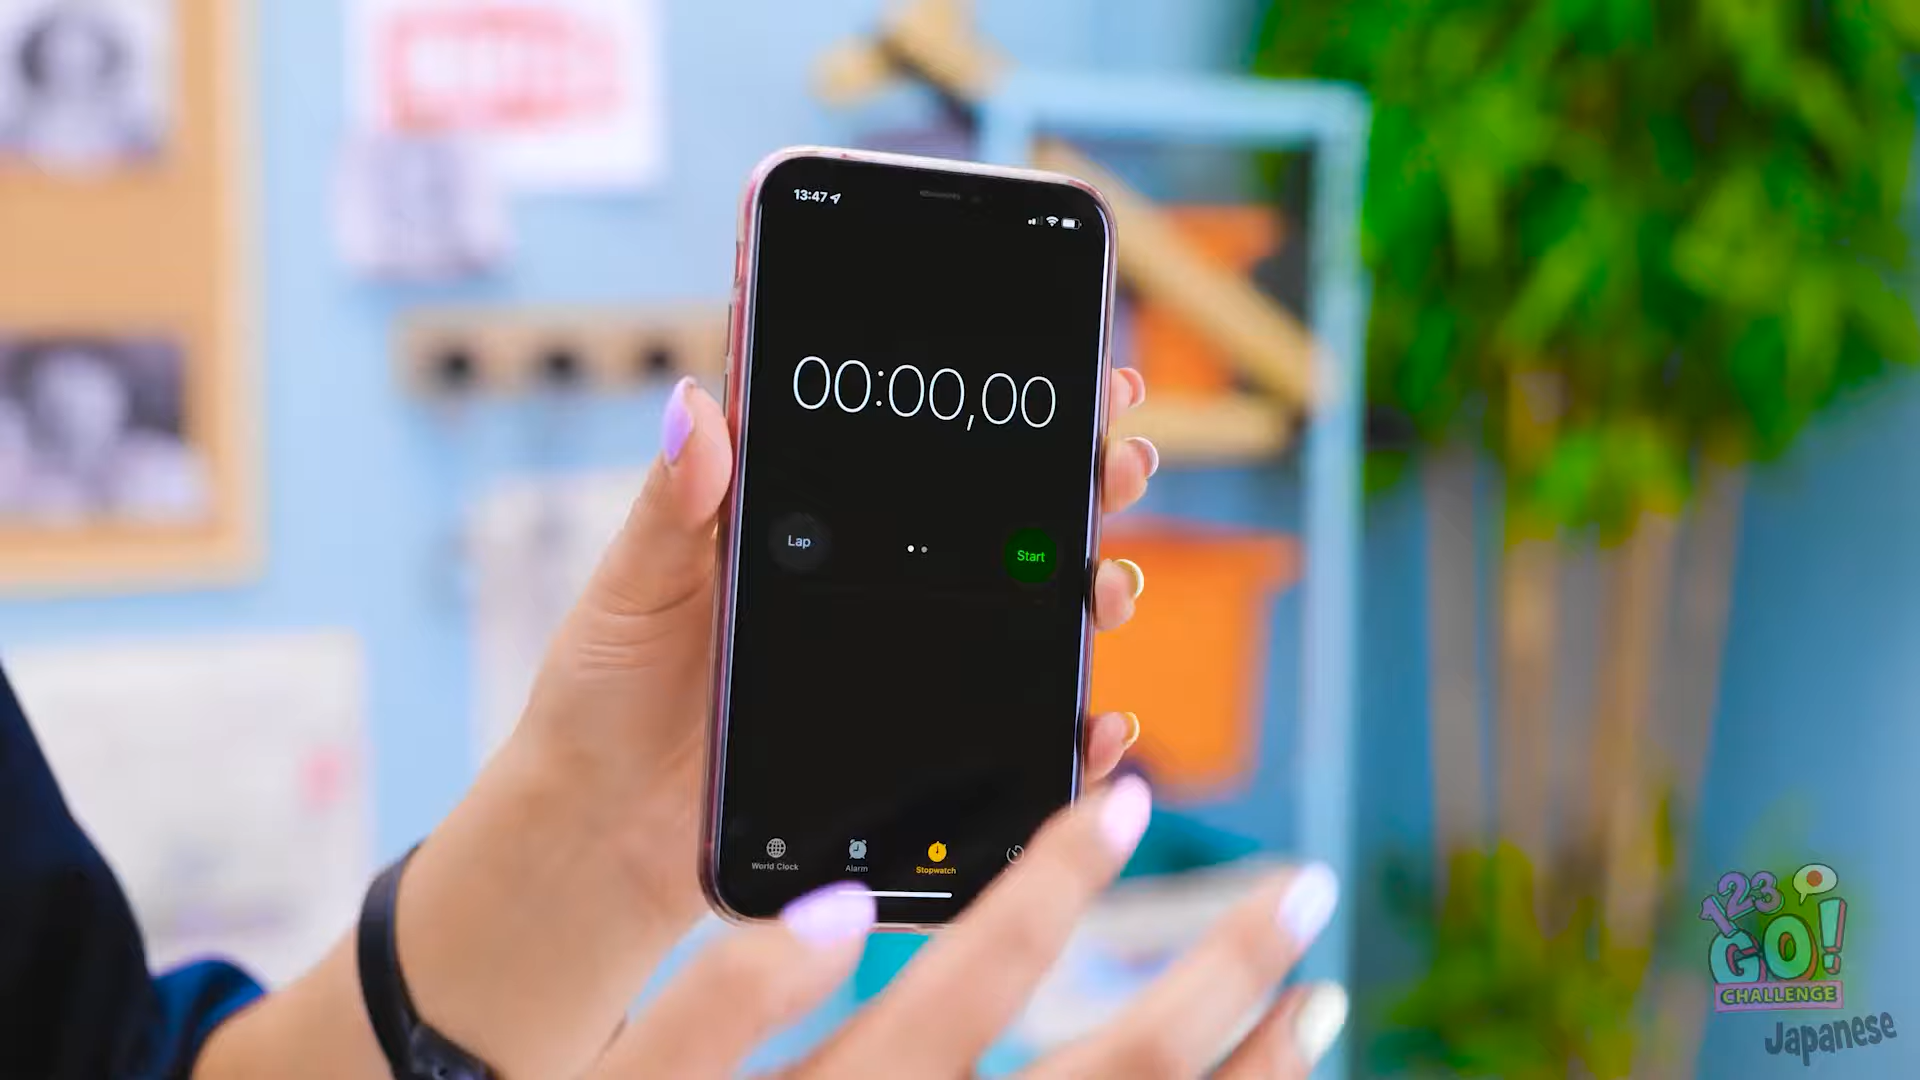 13:47
00:00,00
Lap
Start
World Clock
Alarm
Stopwatch
123
GO!
CHALLENGE
Japanese